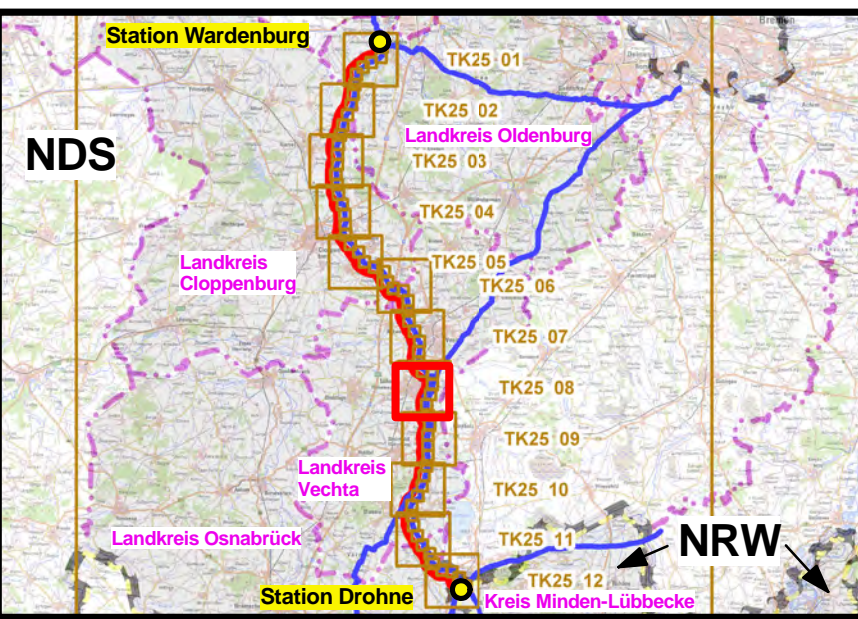 Station Wardenburg
Bremen
TK25 01
TK25 02
Landkreis Oldenburg
NDS
TK25 03
TK25 04
Landkreis
Cloppenburg
TK25 05
TK25 06
TK25 07
TK25 08
TK25 09
Landkreis
Vechta
TK25 10
Landkreis Osnabrück
TK25 11
NRW
TK25 12
Station Drohne
Kreis Minden-Lübbecke